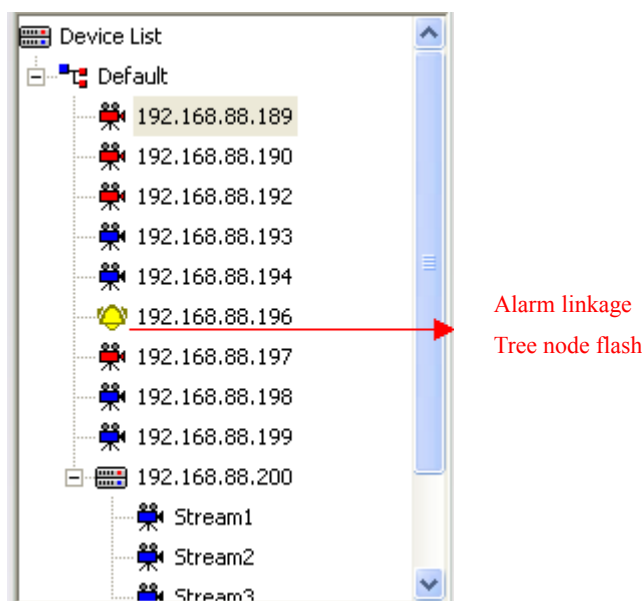 Device List
Default
192.168.88.189
192.168.88.190
192.168.88.192
192.168.88.193
192.168.88.194
192.168.88.196
Alarm linkage
Tree node flash
192.168.88.197
192.168.88.198
192.168.88.199
192.168.88.200
Stream1
Stream2
Stream3